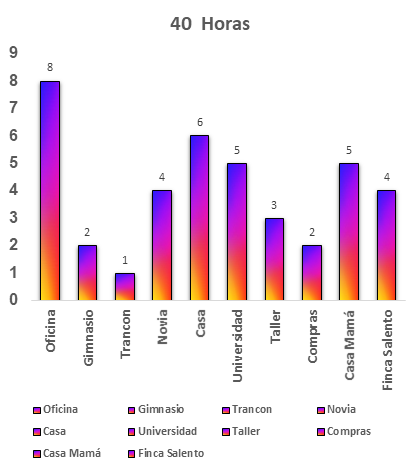 40 Horas
9
8
7
6
5
4
3
2
1
0
8
2
1
4
6
5
3
2
5
4
Oficina
Gimnasio
Trancon
Novia
Casa
Universidad
Taller
Compras
Casa Mamá
Finca Salento
Oficina Gimnasio Trancon Novia
Casa Universidad Taller Compras
Casa Mamá Finca Salento